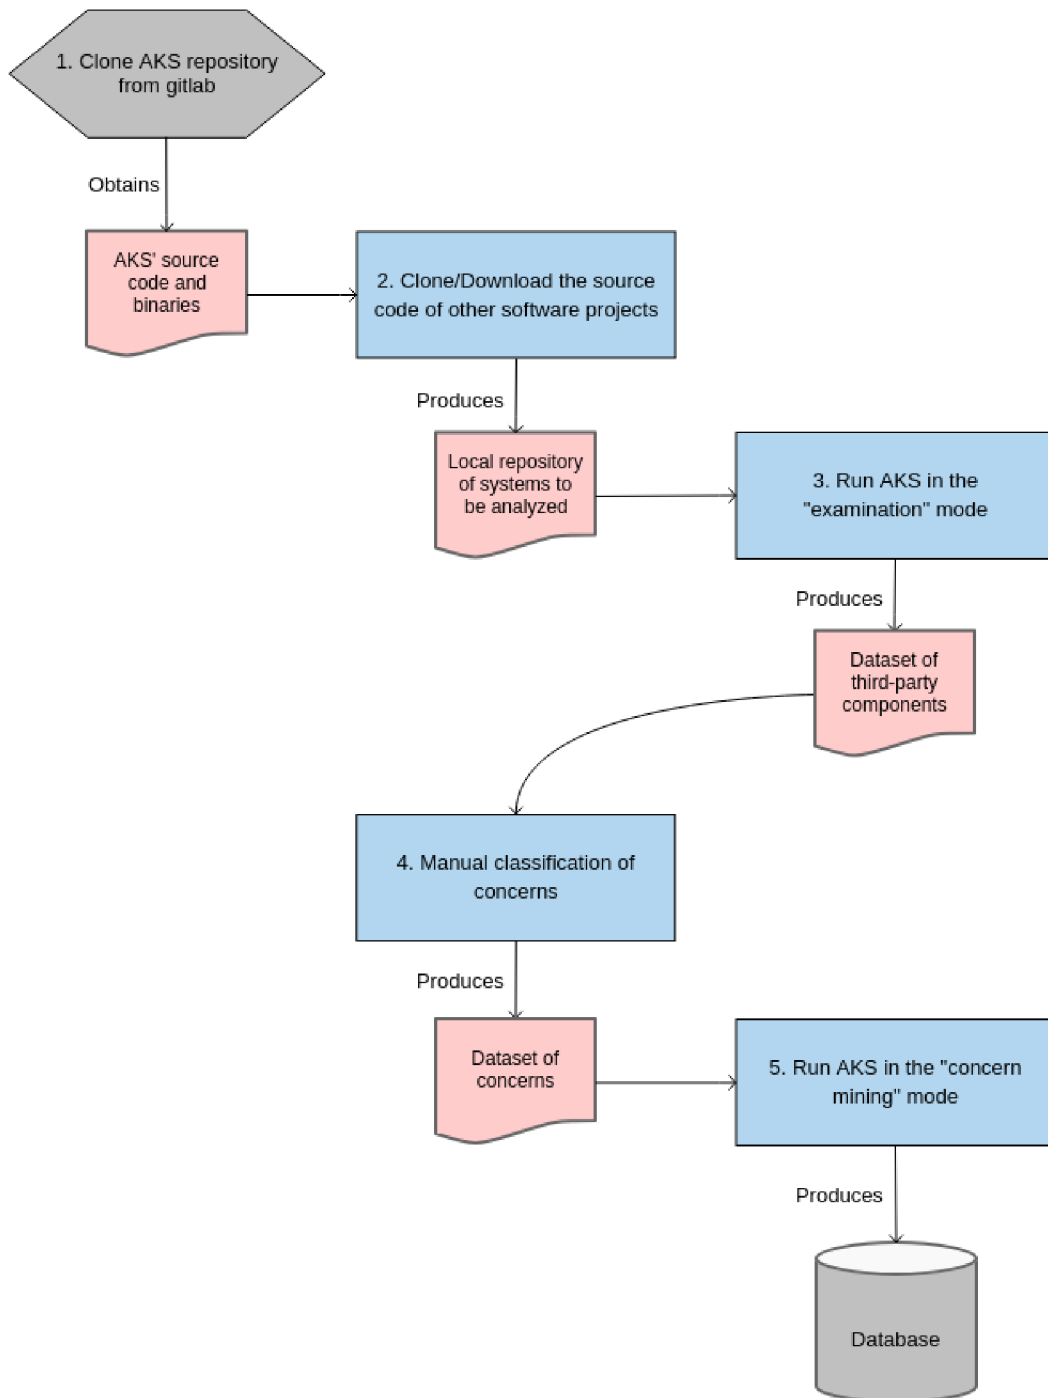 1. Clone AKS repository
from gitlab
Obtains
AKS' source
code and
binaries
2. Clone/Download the source
code of other software projects
Produces
Local repository
of systems to
be analyzed
3. Run AKS in the
"examination" mode
Produces
Dataset of
third-party
components
4. Manual classification of
concerns
Produces
Dataset of
concerns
5. Run AKS in the "concern
mining" mode
Produces
Database